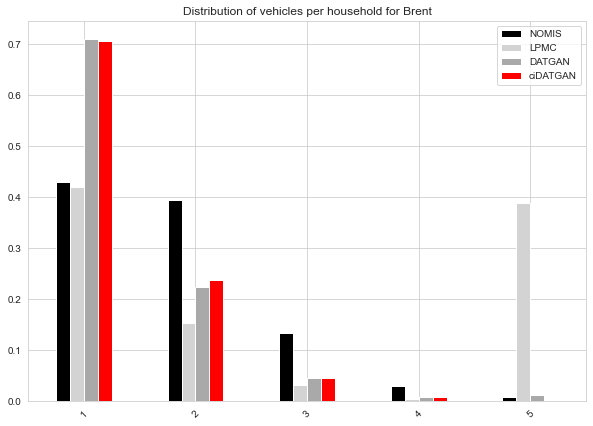 Distribution of vehicles per household for Brent
NOMIS
LPMC
DATGAN
ciDATGAN
0.7
0.6
0.5
0.4
0.3
0.2
0.1
0.0
1
2
3
4
5